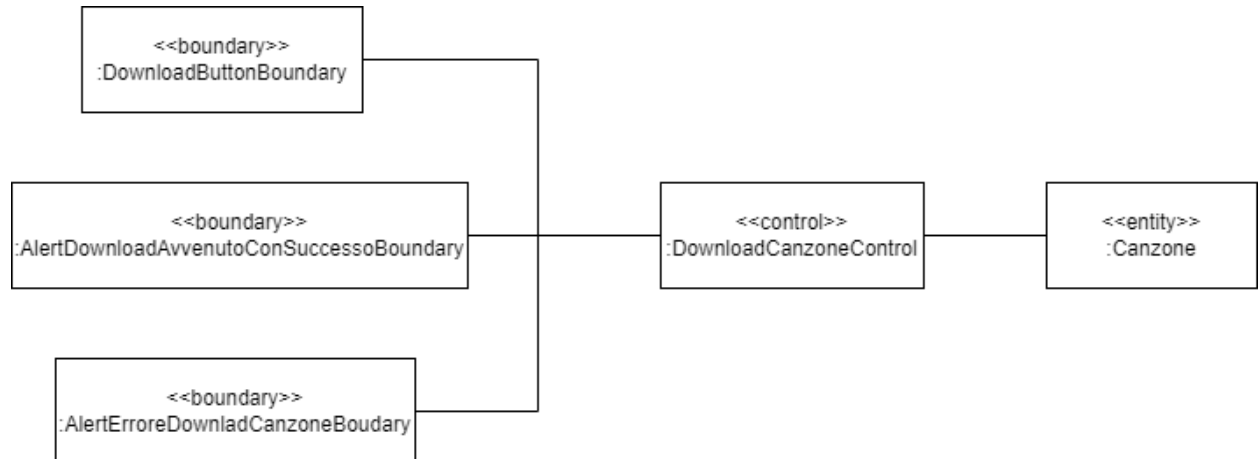 <<boundary>>
:DownloadButtonBoundary
<<boundary>>
:AlertDownloadAvvenutoConSuccessoBoundary
<<control>>
:DownloadCanzoneControl
<<entity>>
:Canzone
<<boundary>>
:AlertErroreDownladCanzoneBoudary